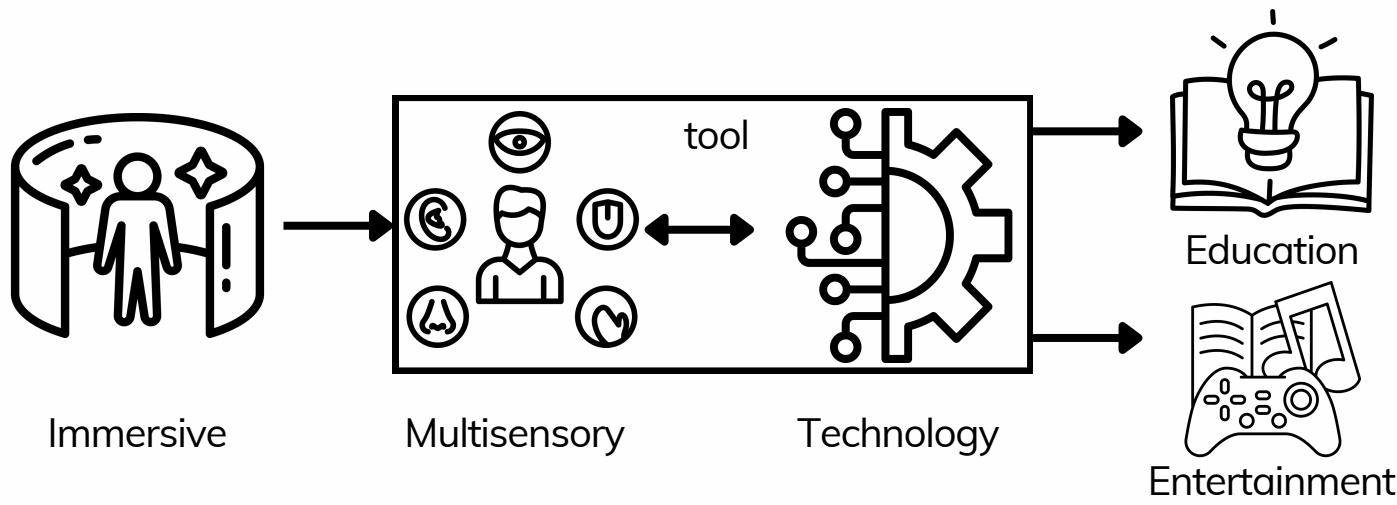 tool
Education
Immersive
Multisensory
Technology
Entertainment